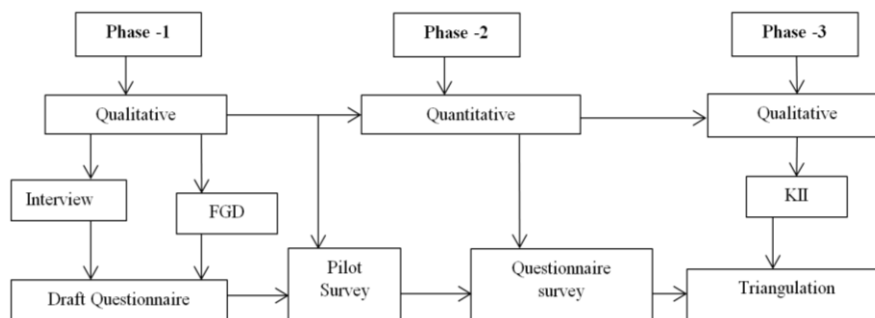 Phase -1
Phase -2
Phase -3
Qualitative
Quantitative
Qualitative
Interview
FGD
KII
Draft Questionnaire
Pilot
Survey
Questionnaire
survey
Triangulation